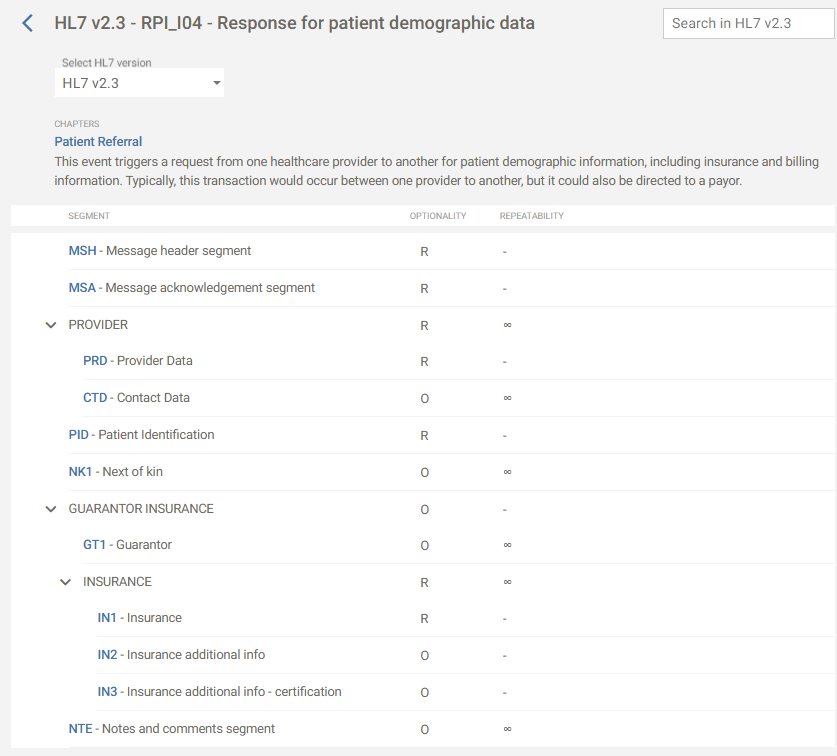 HL7 v2.3 - RPI_I04 - Response for patient demographic data
Search in HL7 v2.3
Select HL7 version
HL7 v2.3
CHAPTERS
Patient Referral
This event triggers a request from one healthcare provider to another for patient demographic information, including insurance and billing
information. Typically, this transaction would occur between one provider to another, but it could also be directed to a payor.
SEGMENT OPTIONALITY REPEATABILITY
MSH - Message header segment R -
MSA - Message acknowledgement segment R -
PROVIDER R ∞
PRD - Provider Data R -
CTD - Contact Data O ∞
PID - Patient Identification R -
NK1 - Next of kin O ∞
GUARANTOR INSURANCE O -
GT1 - Guarantor O ∞
INSURANCE R ∞
IN1 - Insurance R -
IN2 - Insurance additional info O -
IN3 - Insurance additional info - certification O -
NTE - Notes and comments segment O ∞